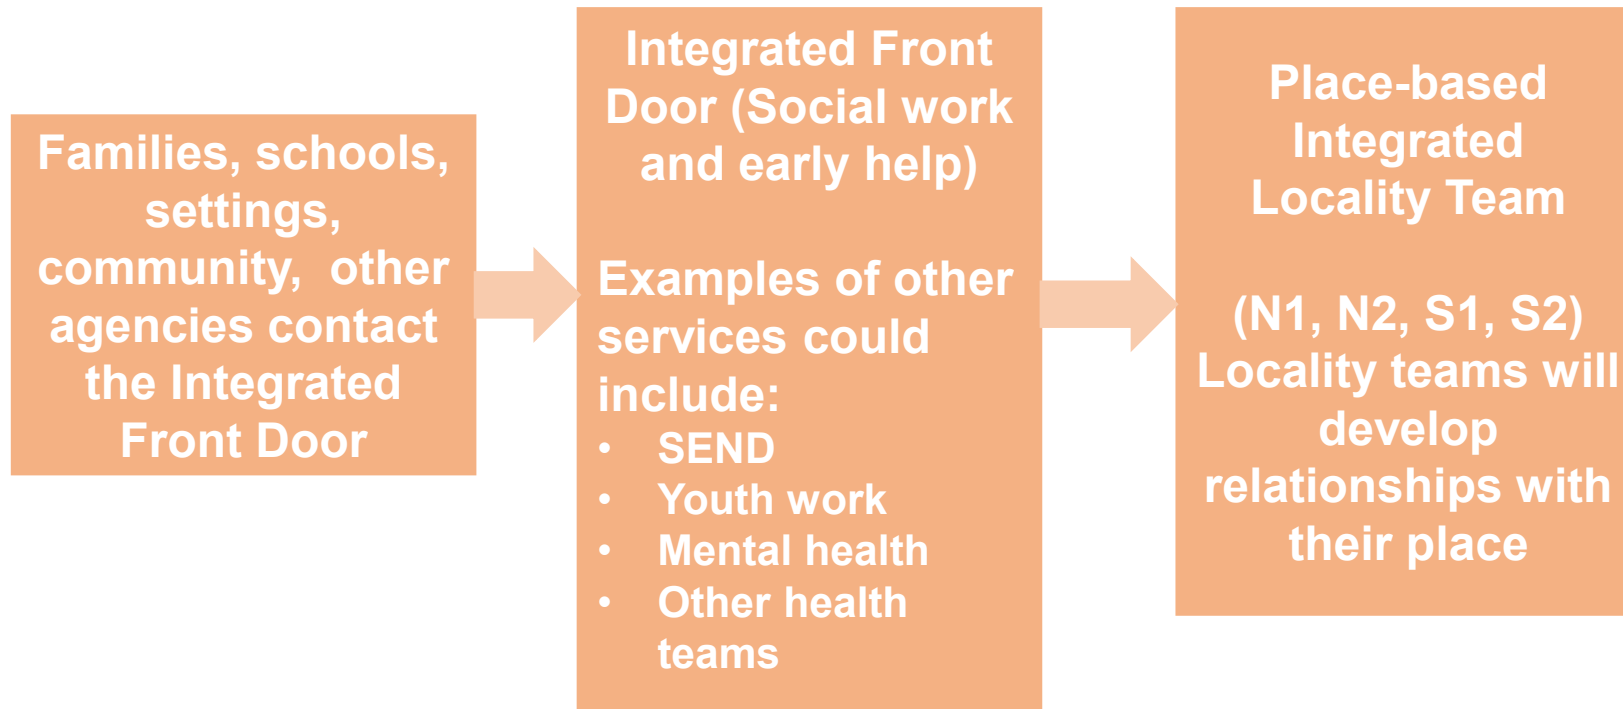 Families, schools,
settings,
community,  other
agencies contact
the Integrated
Front Door
Integrated Front
Door (Social work
and early help)
Examples of other
services could
include:
• SEND
• Youth work
• Mental health
• Other health
teams
Place-based
Integrated
Locality Team
(N1, N2, S1, S2)
Locality teams will
develop
relationships with
their place